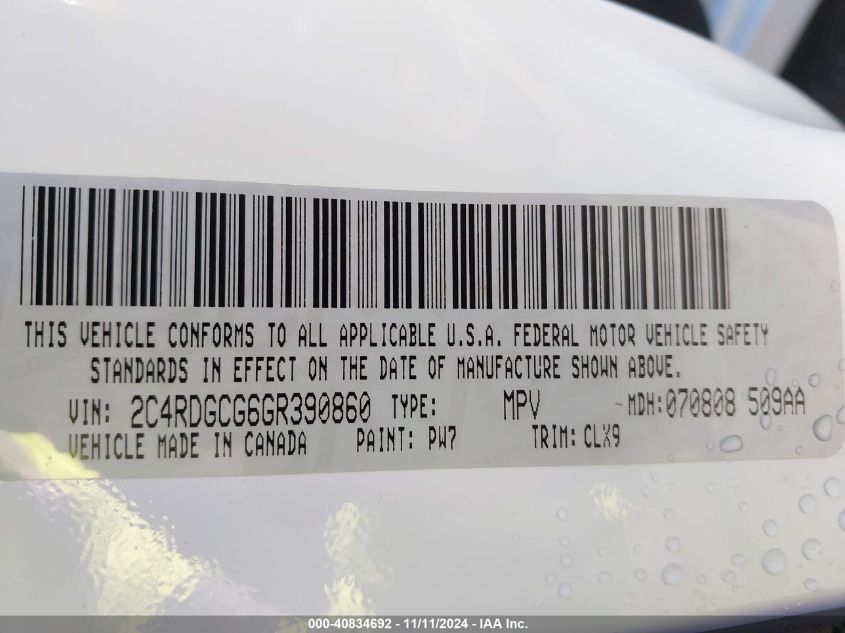 THIS VEHICLE CONFORMS TO ALL APPLICABLE U.S.A. FEDERAL MOTOR VEHICLE SAFETY
STANDARDS IN EFFECT ON THE DATE OF MANUFACTURE SHOWN ABOVE.
VIN: 2C4RDGCG6GR390860 TYPE: MPV MDH:070808 509AA
VEHICLE MADE IN CANADA PAINT: PW7 TRIM: CLX9
000-40834692 - 11/11/2024 - IAA Inc.